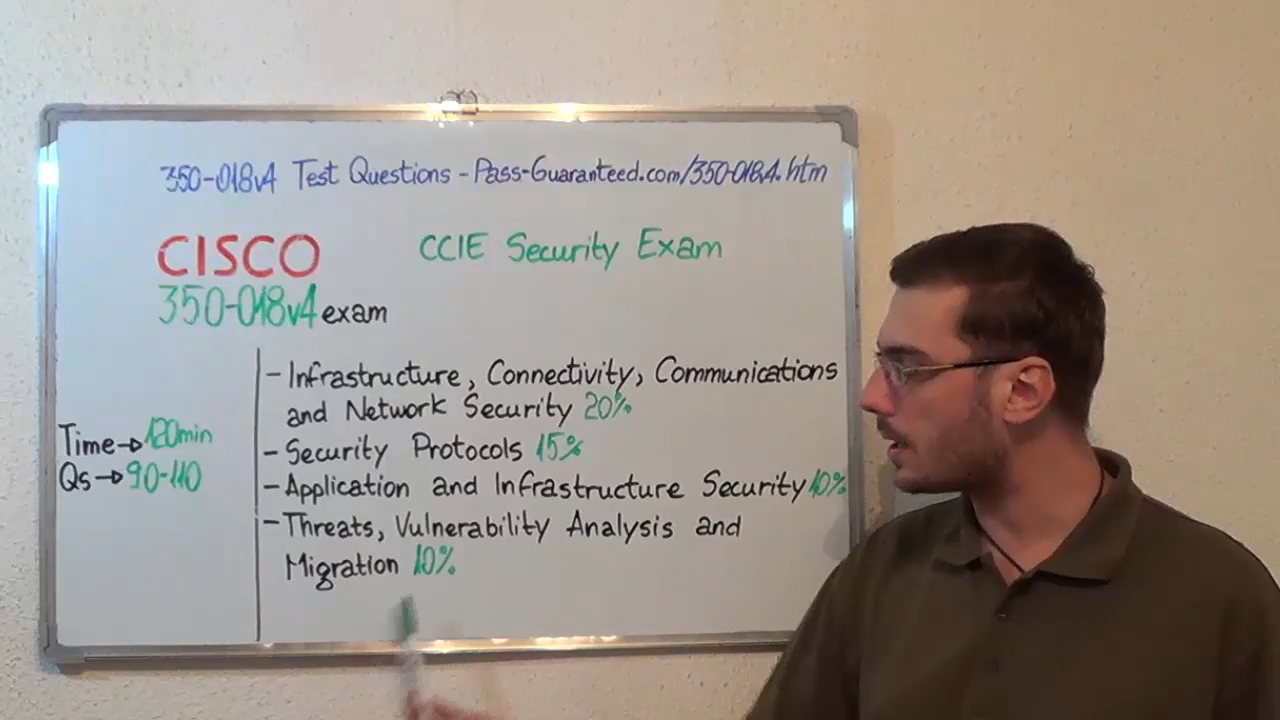 350-018v4 Test Questions - Pass-Guaranteed.com/350-018v4.htm
CISCO CCIE Security Exam
350-018v4 exam
- Infrastructure, Connectivity, Communications
and Network Security 20%
Time→120min
- Security Protocols 15%
Qs→90-110
- Application and Infrastructure Security 10%
- Threats, Vulnerability Analysis and
Migration 10%